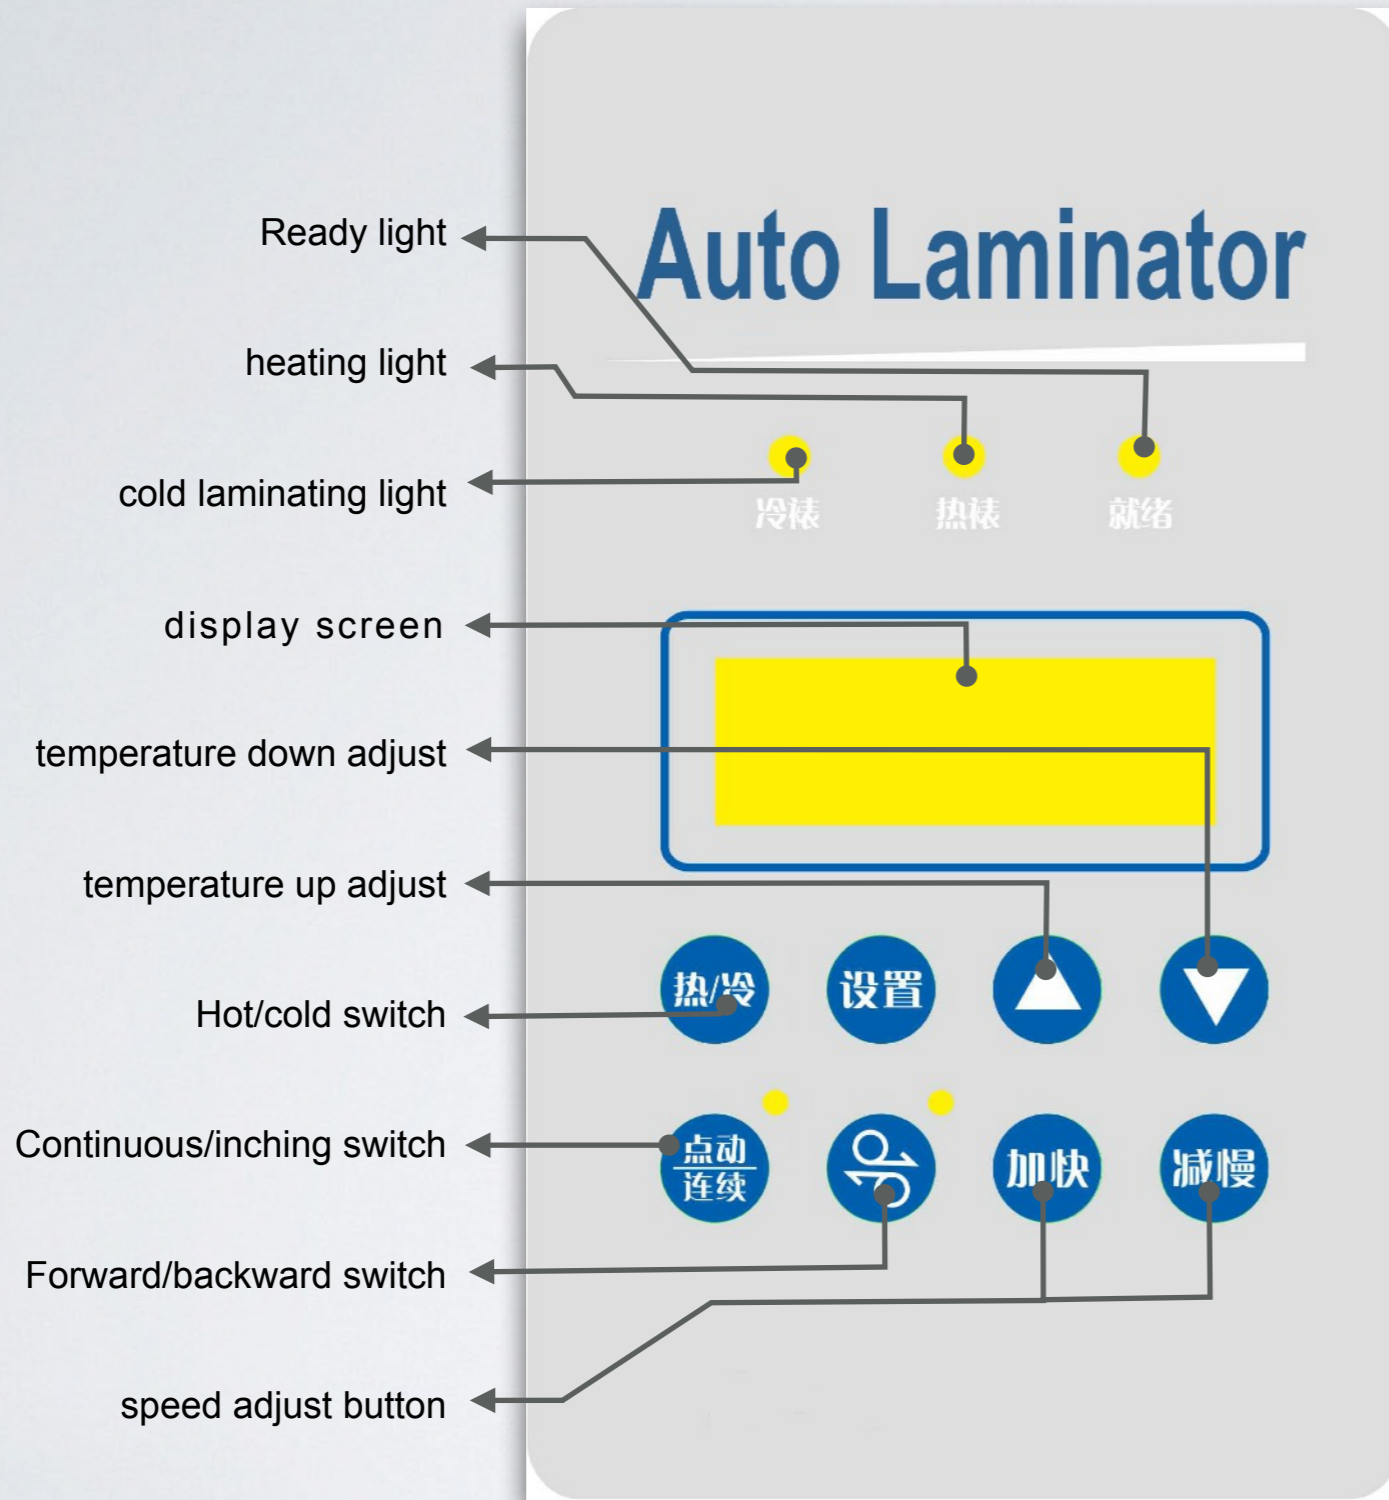 Auto Laminator
Ready light
heating light
cold laminating light
冷裱 热裱 就绪
display screen
temperature down adjust
temperature up adjust
热/冷 设置
Hot/cold switch
Continuous/inching switch
点动
连续
加快 减慢
Forward/backward switch
speed adjust button